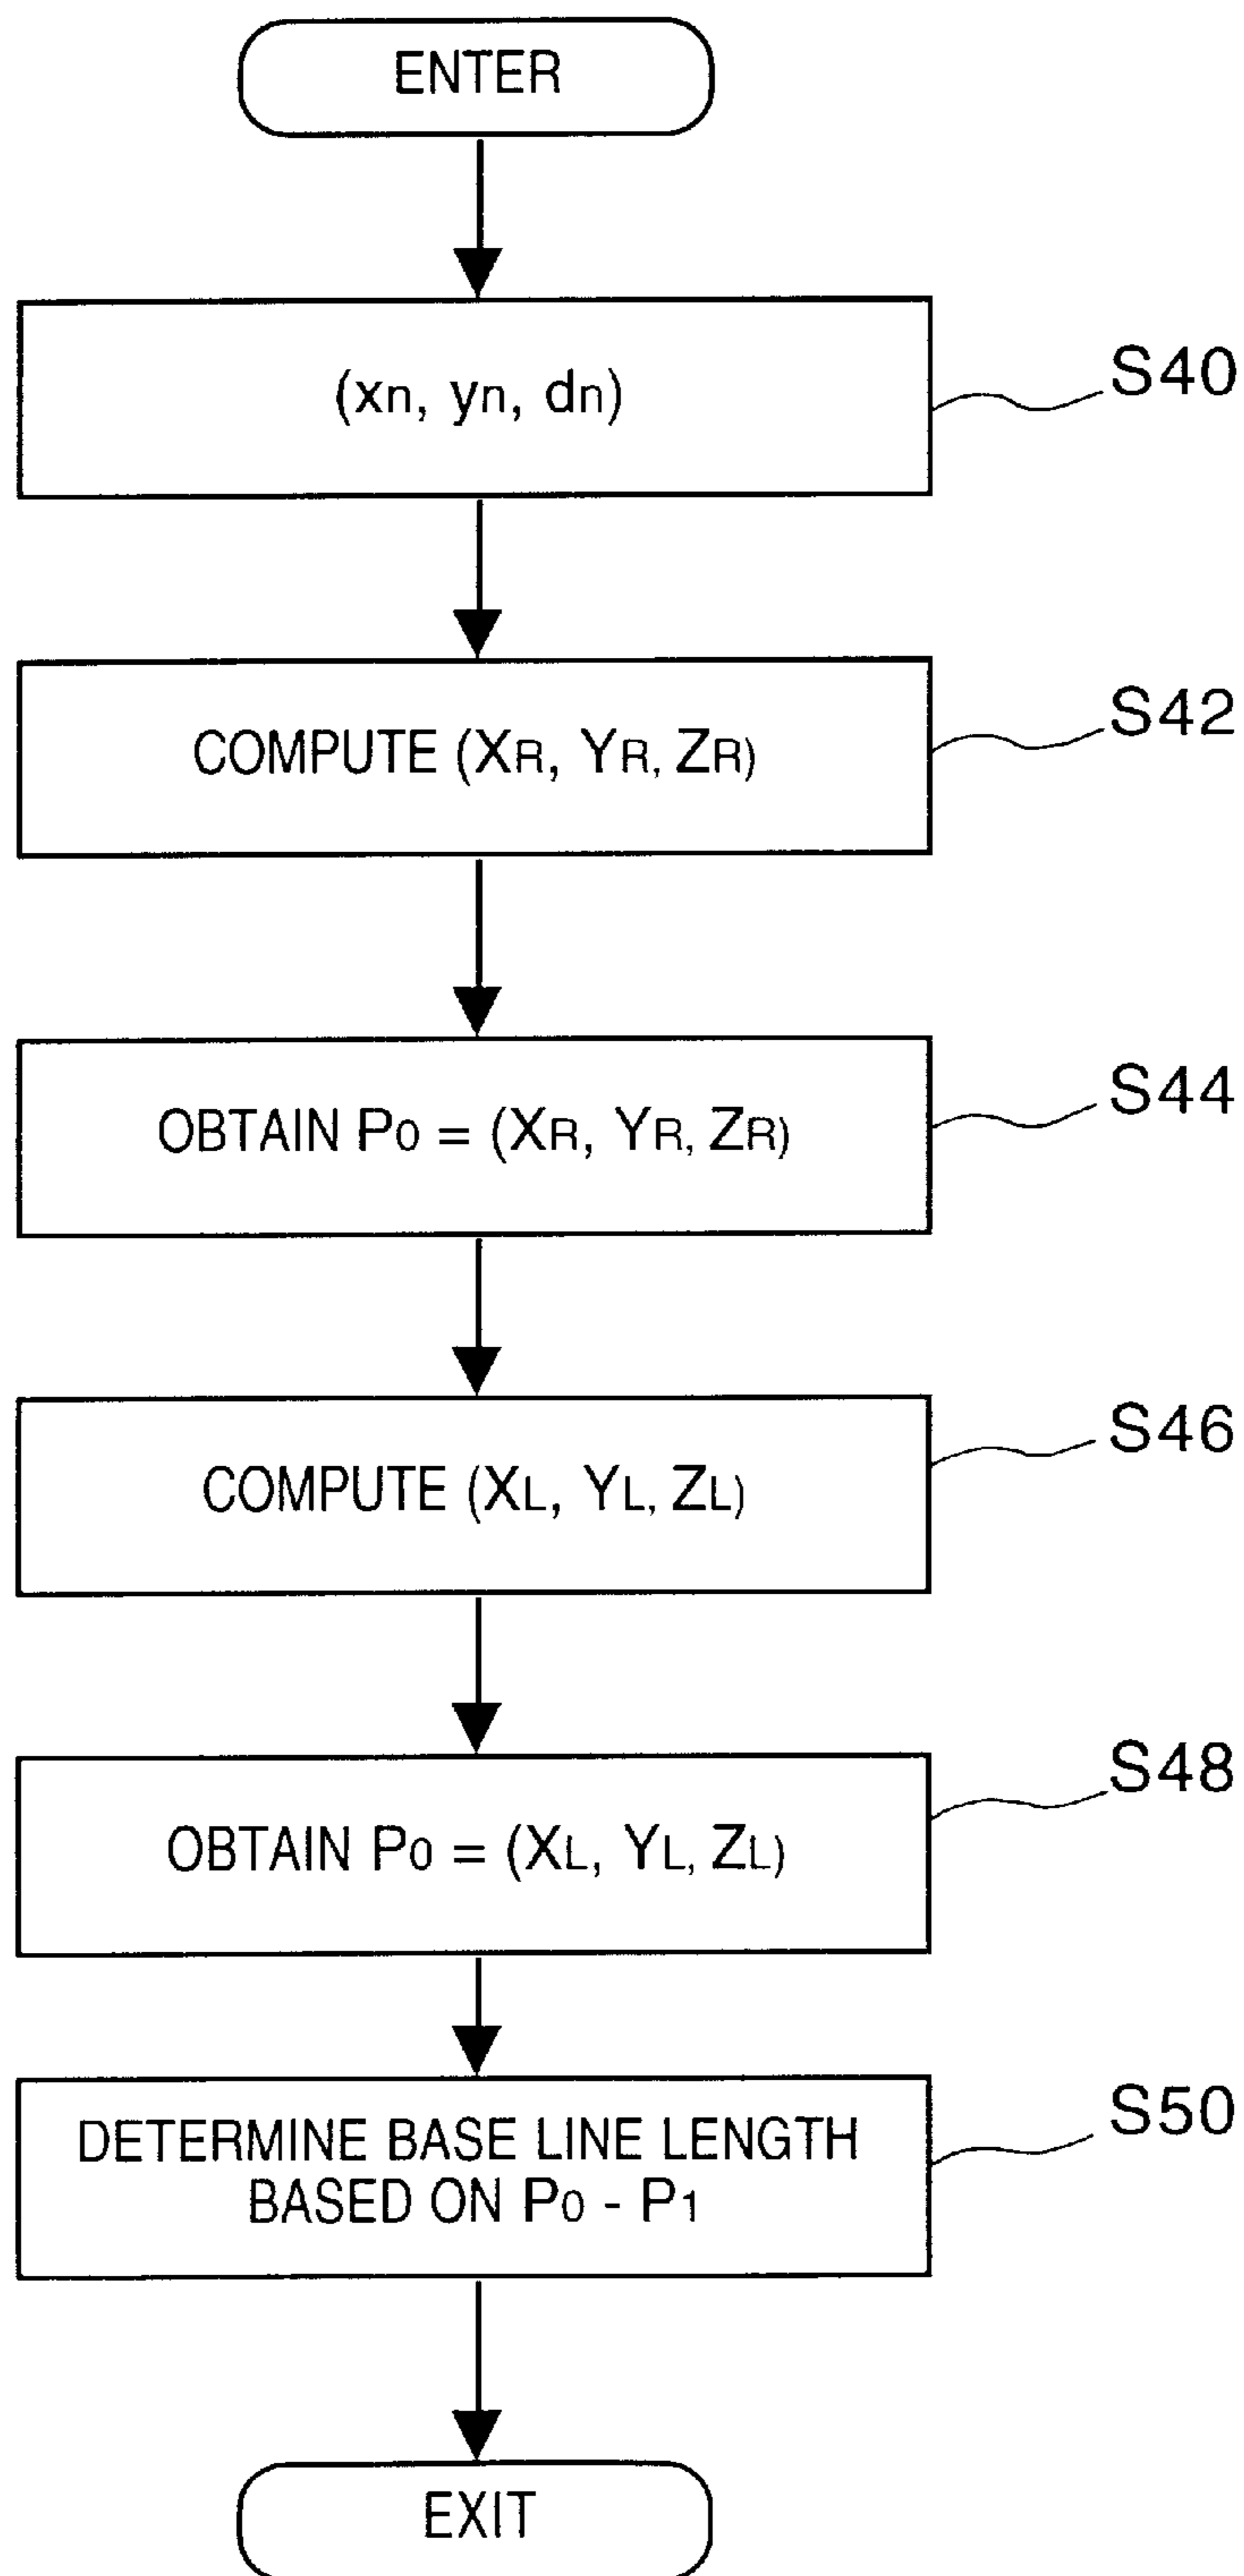 ENTER
(xn, yn, dn)
S40
COMPUTE (XR, YR, ZR)
S42
OBTAIN P0 = (XR, YR, ZR)
S44
COMPUTE (XL, YL, ZL)
S46
OBTAIN P0 = (XL, YL, ZL)
S48
DETERMINE BASE LINE LENGTH
BASED ON P0 - P1
S50
EXIT